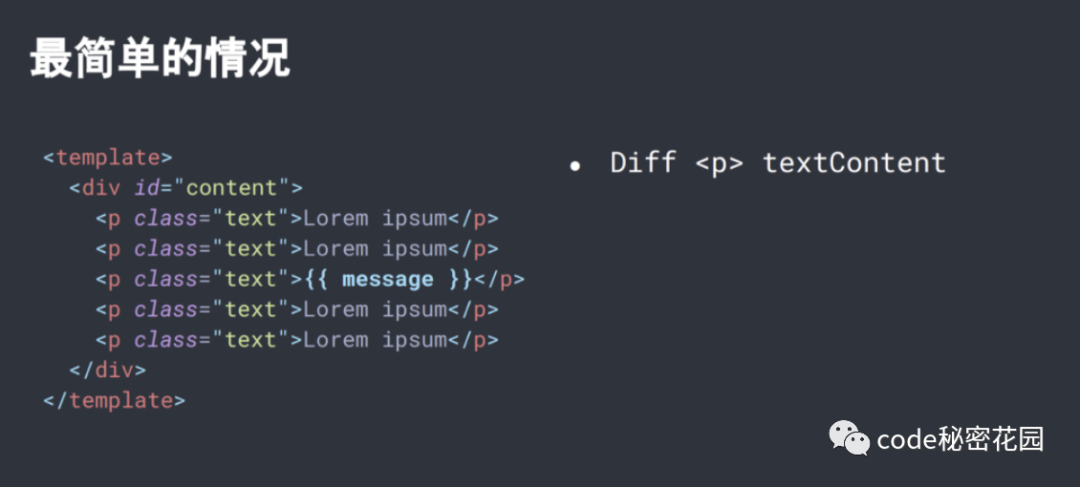 最简单的情况
<template>
  <div id="content">
    <p class="text">Lorem ipsum</p>
    <p class="text">Lorem ipsum</p>
    <p class="text">{{ message }}</p>
    <p class="text">Lorem ipsum</p>
    <p class="text">Lorem ipsum</p>
  </div>
</template>
• Diff <p> textContent
code秘密花园